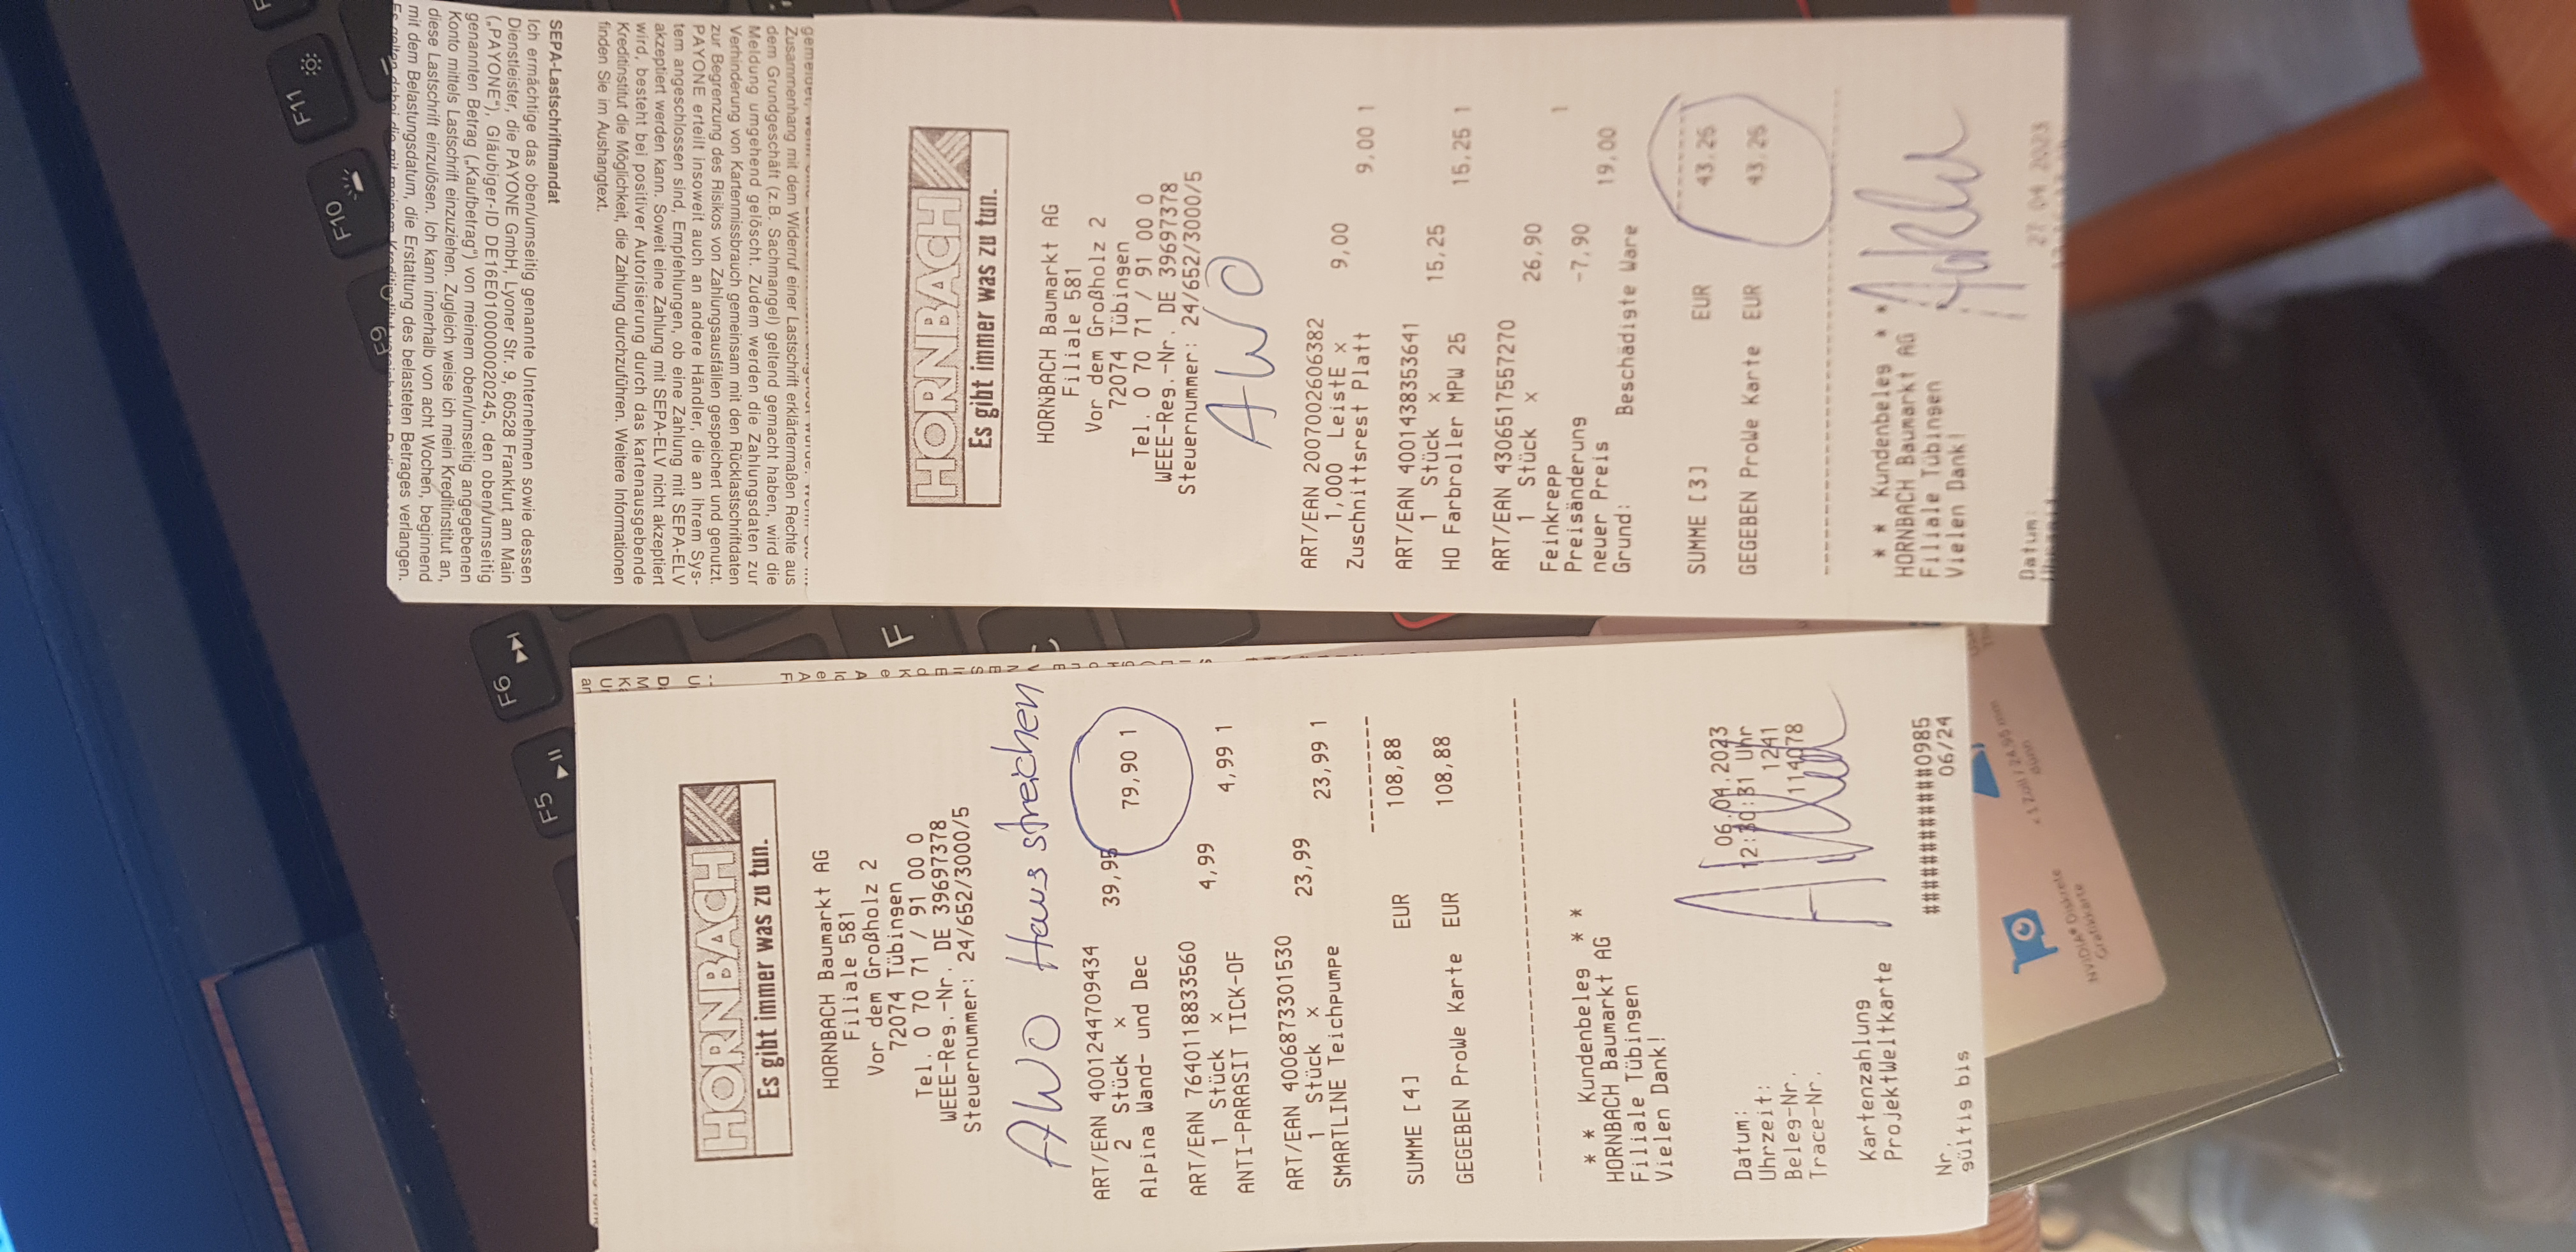 F5
F6
F9
F10
F11
F
HORNBACH
Es gibt immer was zu tun.
HORNBACH Baumarkt AG
Filiale 581
Vor dem Großholz 2
72074 Tübingen
Tel. 0 70 71 / 91 00 0
WEEE-Reg.-Nr. DE 39697378
Steuernummer: 24/652/3000/5
AWO Haus streichen
ART/EAN 4001244709434
2 Stück x 39,95
79,90 1
Alpina Wand- und Dec
ART/EAN 7640118833560
1 Stück x 4,99
4,99 1
ANTI-PARASIT TICK-OF
ART/EAN 4006873301530
1 Stück x 23,99
23,99 1
SMARTLINE Teichpumpe
----------
SUMME [4] EUR 108,88
GEGEBEN ProWe Karte EUR 108,88
* * Kundenbeleg * *
HORNBACH Baumarkt AG
Filiale Tübingen
Vielen Dank!
Datum: 06.04.2023
Uhrzeit: 12:30:31 Uhr
Beleg-Nr. 1241
Trace-Nr. 114078
Kartenzahlung
ProjektWeltkarte
Nr. ############0985
gültig bis 06/24
NVIDIA® Diskrete
Grafikkarte
< 1 Zoll / 24,95 mm
dünn
Es gelten dabei die mit meinem Kreditinstitut
mit dem Belastungsdatum, die Erstattung des belasteten Betrages verlangen.
diese Lastschrift einzulösen. Ich kann innerhalb von acht Wochen, beginnend
Konto mittels Lastschrift einzuziehen. Zugleich weise ich mein Kreditinstitut an,
genannten Betrag („Kaufbetrag“) von meinem oben/umseitig angegebenen
(„PAYONE“), Gläubiger-ID DE16E0100000020245, den oben/umseitig
Dienstleister, die PAYONE GmbH, Lyoner Str. 9, 60528 Frankfurt am Main
Ich ermächtige das oben/umseitig genannte Unternehmen sowie dessen
SEPA-Lastschriftmandat
finden Sie im Aushangtext.
Kreditinstitut die Möglichkeit, die Zahlung durchzuführen. Weitere Informationen
wird, besteht bei positiver Autorisierung durch das kartenausgebende
akzeptiert werden kann. Soweit eine Zahlung mit SEPA-ELV nicht akzeptiert
tem angeschlossen sind, Empfehlungen, ob eine Zahlung mit SEPA-ELV
PAYONE erteilt insoweit auch an andere Händler, die an ihrem Sys-
zur Begrenzung des Risikos von Zahlungsausfällen gespeichert und genutzt.
Verhinderung von Kartenmissbrauch gemeinsam mit den Rücklastschriftdaten
Meldung umgehend gelöscht. Zudem werden die Zahlungsdaten zur
dem Grundgeschäft (z.B. Sachmangel) geltend gemacht haben, wird die
Zusammenhang mit dem Widerruf einer Lastschrift erklärtermaßen Rechte aus
HORNBACH
Es gibt immer was zu tun.
HORNBACH Baumarkt AG
Filiale 581
Vor dem Großholz 2
72074 Tübingen
Tel. 0 70 71 / 91 00 0
WEEE-Reg.-Nr. DE 39697378
Steuernummer: 24/652/3000/5
AWO
ART/EAN 2007002606382
1,000 LeistE x 9,00
Zuschnittsrest Platt 9,00 1
ART/EAN 4001438353641
1 Stück x 15,25
HO Farbroller MPW 25 15,25 1
ART/EAN 4306517557270
1 Stück x 26,90
Feinkrepp 1
Preisänderung -7,90
neuer Preis 19,00
Grund: Beschädigte Ware
SUMME [3] EUR 43,25
GEGEBEN ProWe Karte EUR 43,25
* * Kundenbeleg * *
HORNBACH Baumarkt AG
Filiale Tübingen
Vielen Dank!
Datum: 27.04.2023